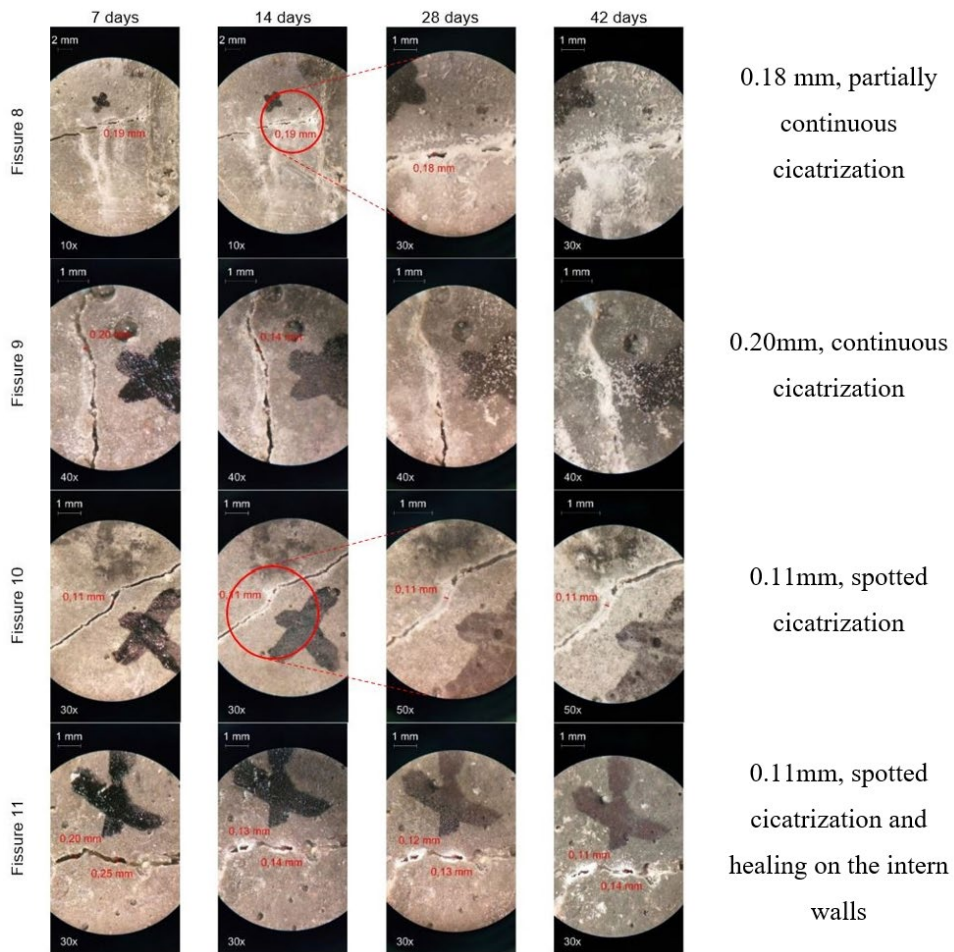 7 days
14 days
28 days
42 days
Fissure 8
2 mm
2 mm
1 mm
1 mm
0,19 mm
0,19 mm
0,18 mm
10x
10x
30x
30x
0.18 mm, partially
continuous
cicatrization
Fissure 9
1 mm
1 mm
1 mm
1 mm
0,20 mm
0,14 mm
40x
40x
40x
40x
0.20mm, continuous
cicatrization
Fissure 10
1 mm
1 mm
1 mm
1 mm
0,11 mm
0,11 mm
0,11 mm
0,11 mm
30x
30x
50x
50x
0.11mm, spotted
cicatrization
Fissure 11
1 mm
1 mm
1 mm
1 mm
0,20 mm
0,25 mm
0,13 mm
0,14 mm
0,12 mm
0,13 mm
0,11 mm
0,14 mm
30x
30x
30x
30x
0.11mm, spotted
cicatrization and
healing on the intern
walls